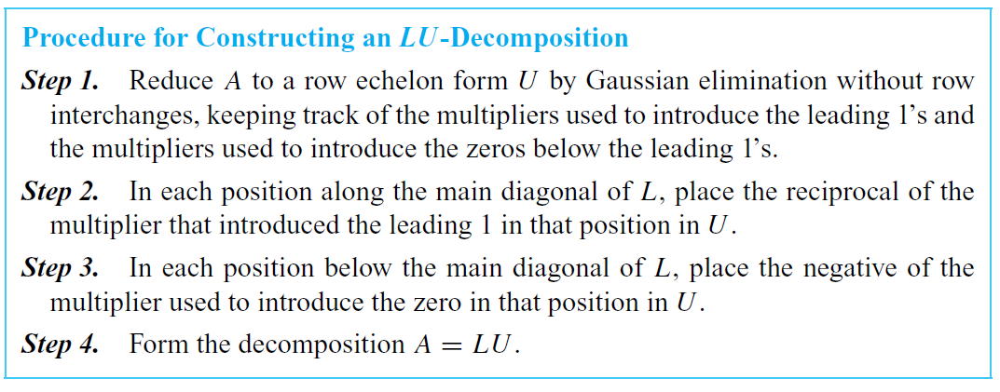 Procedure for Constructing an LU-Decomposition
Step 1. Reduce A to a row echelon form U by Gaussian elimination without row
interchanges, keeping track of the multipliers used to introduce the leading 1’s and
the multipliers used to introduce the zeros below the leading 1’s.
Step 2. In each position along the main diagonal of L, place the reciprocal of the
multiplier that introduced the leading 1 in that position in U.
Step 3. In each position below the main diagonal of L, place the negative of the
multiplier used to introduce the zero in that position in U.
Step 4. Form the decomposition A = LU.